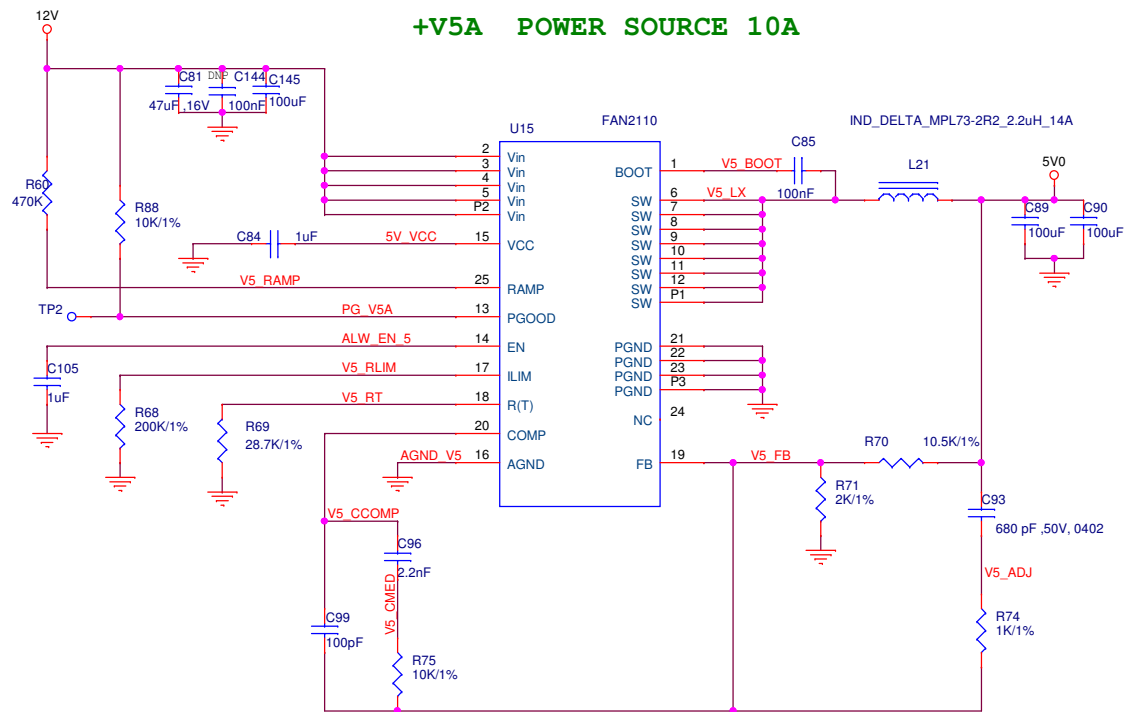 +V5A POWER SOURCE 10A
12V
C81
DNP
C144
C145
47uF ,16V
100nF
100uF
U15
FAN2110
IND_DELTA_MPL73-2R2_2.2uH_14A
C85
100nF
L21
5V0
2 Vin
3 Vin
4 Vin
5 Vin
P2 Vin
BOOT 1 V5_BOOT
SW 6 V5_LX
SW 7
SW 8
SW 9
SW 10
SW 11
SW 12
SW P1
C89
100uF
C90
100uF
R60
470K
R88
10K/1%
C84
1uF
5V_VCC 15 VCC
V5_RAMP 25 RAMP
TP2
PG_V5A 13 PGOOD
ALW_EN_5 14 EN
V5_RLIM 17 ILIM
V5_RT 18 R(T)
20 COMP
AGND_V5 16 AGND
PGND 21
PGND 22
PGND 23
PGND P3
NC 24
FB 19 V5_FB
C105
1uF
R68
200K/1%
R69
28.7K/1%
R70
10.5K/1%
R71
2K/1%
C93
680 pF ,50V, 0402
V5_CCOMP
C96
2.2nF
V5_CMED
V5_ADJ
C99
100pF
R75
10K/1%
R74
1K/1%